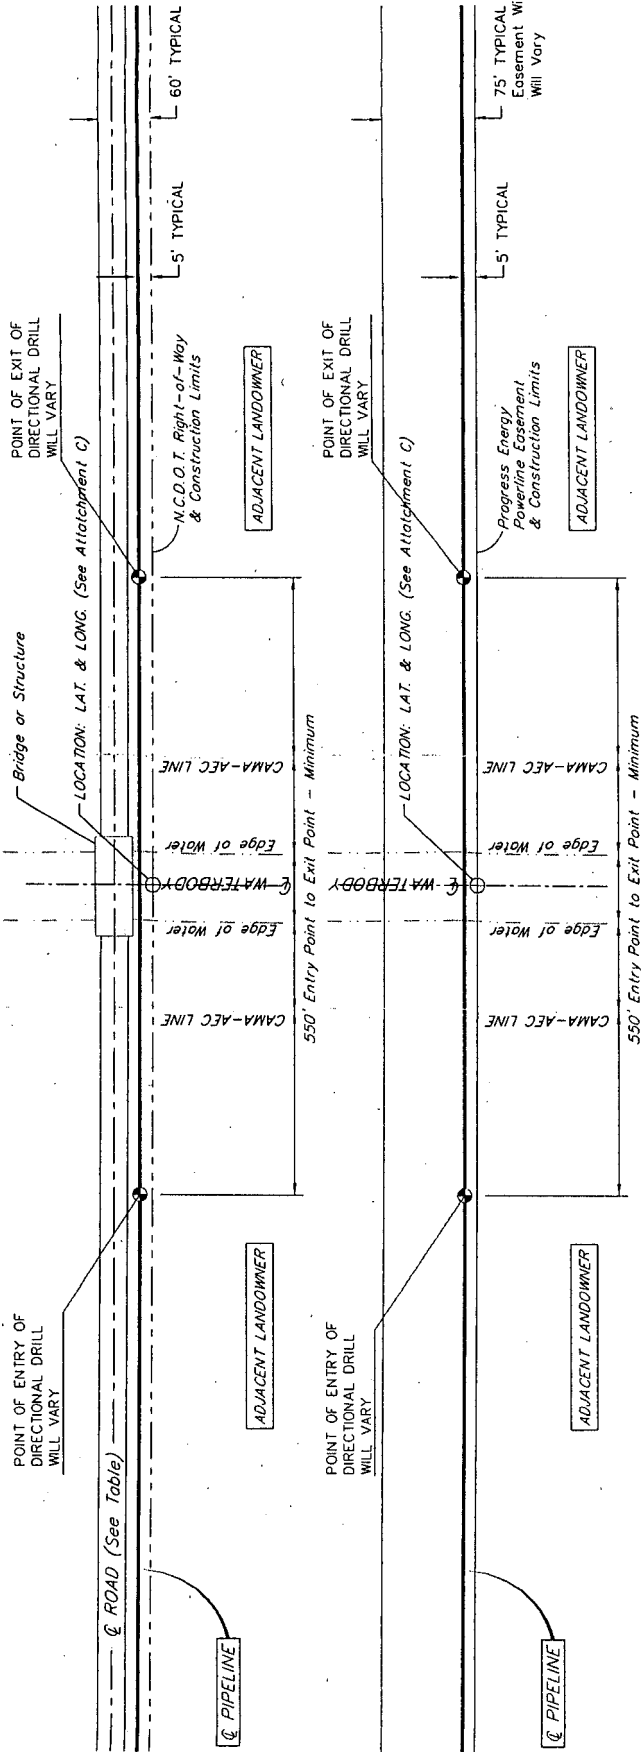 POINT OF ENTRY OF
DIRECTIONAL DRILL
WILL VARY
Bridge or Structure
POINT OF EXIT OF
DIRECTIONAL DRILL
WILL VARY
LOCATION: LAT. & LONG. (See Attatchment C)
℄ ROAD (See Table)
60' TYPICAL
5' TYPICAL
N.C.D.O.T. Right-of-Way
& Construction Limits
CAMA-AEC LINE
Edge of Water
℄ WATERBODY
Edge of Water
CAMA-AEC LINE
℄ PIPELINE
ADJACENT LANDOWNER
ADJACENT LANDOWNER
550' Entry Point to Exit Point - Minimum
POINT OF ENTRY OF
DIRECTIONAL DRILL
WILL VARY
POINT OF EXIT OF
DIRECTIONAL DRILL
WILL VARY
LOCATION: LAT. & LONG. (See Attatchment C)
75' TYPICAL
Easement Wi
Will Vary
5' TYPICAL
Progress Energy
Powerline Easement
& Construction Limits
CAMA-AEC LINE
Edge of Water
℄ WATERBODY
Edge of Water
CAMA-AEC LINE
℄ PIPELINE
ADJACENT LANDOWNER
ADJACENT LANDOWNER
550' Entry Point to Exit Point - Minimum